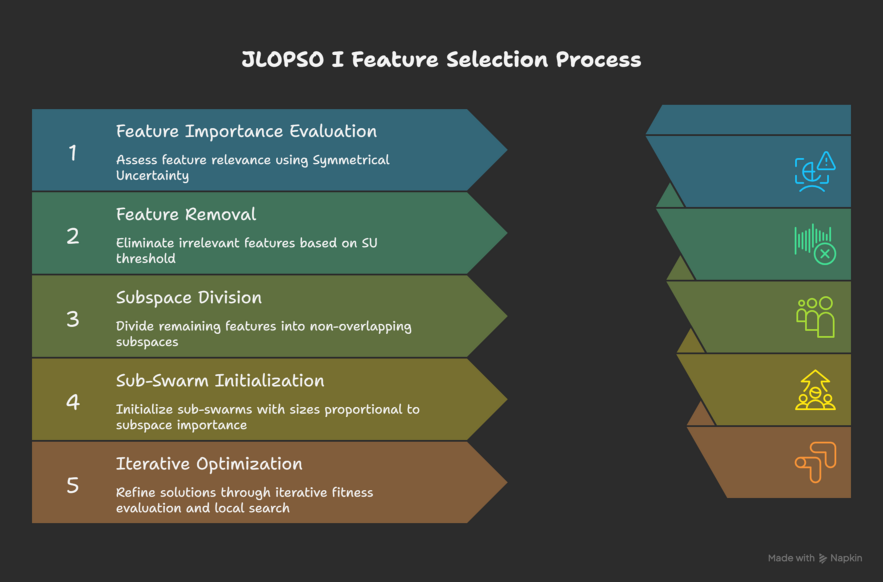 JLOPSO I Feature Selection Process
1
Feature Importance Evaluation
Assess feature relevance using Symmetrical
Uncertainty
2
Feature Removal
Eliminate irrelevant features based on SU
threshold
3
Subspace Division
Divide remaining features into non-overlapping
subspaces
4
Sub-Swarm Initialization
Initialize sub-swarms with sizes proportional to
subspace importance
5
Iterative Optimization
Refine solutions through iterative fitness
evaluation and local search
Made with Napkin